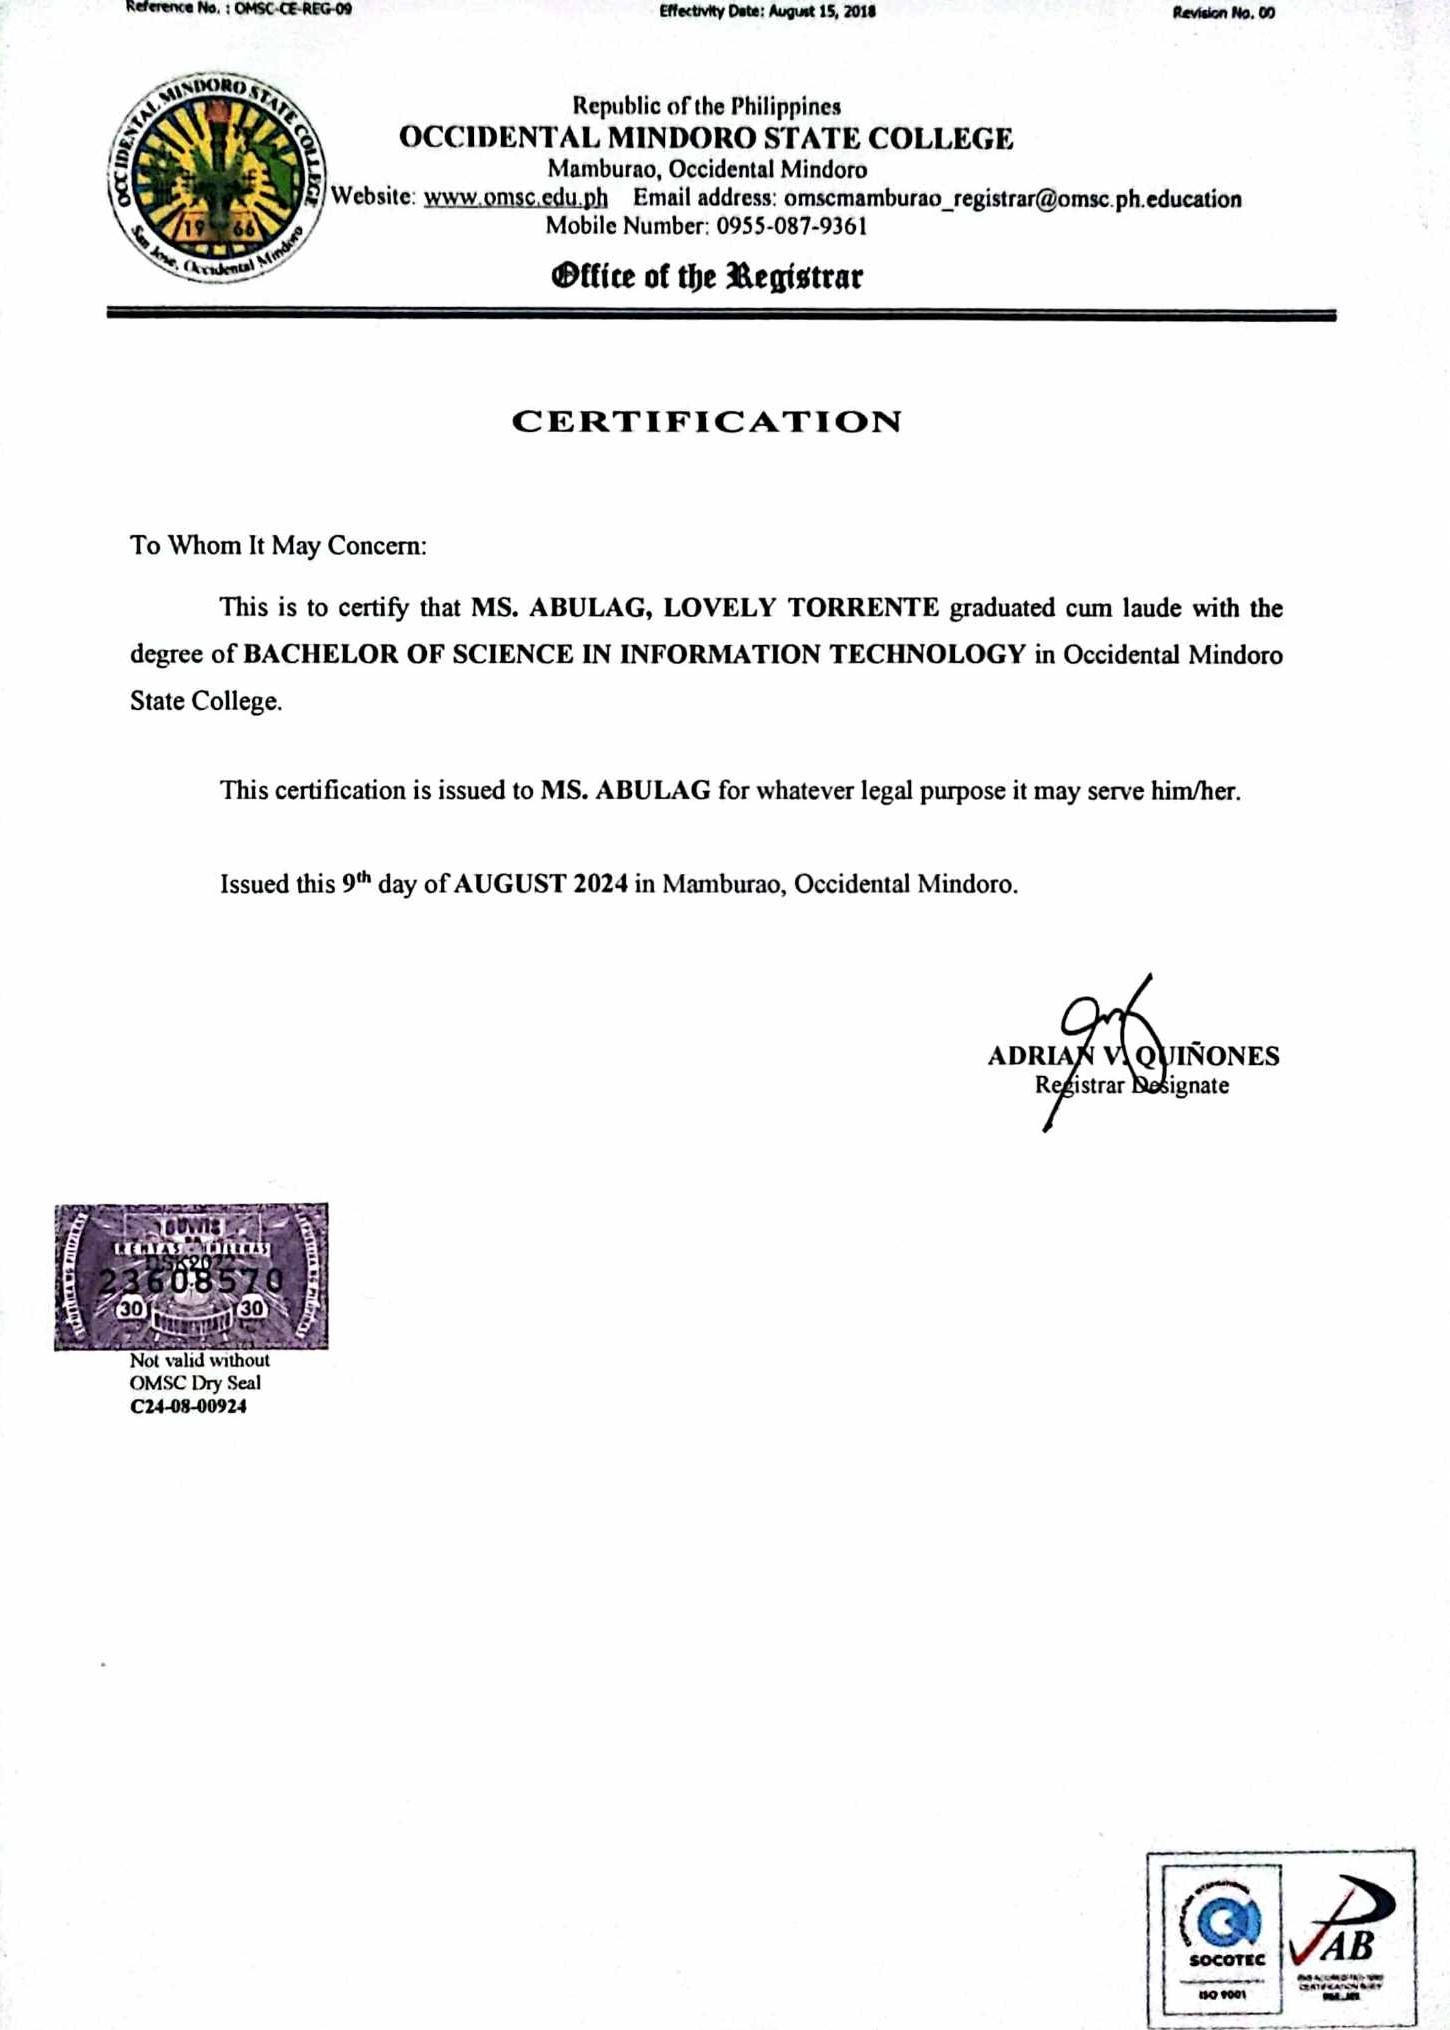 Reference No. : OMSC-CE-REG-09 Effectivity Date: August 15, 2018 Revision No. 00
OCCIDENTAL MINDORO STATE COLLEGE
1966
San Jose, Occidental Mindoro
Republic of the Philippines
OCCIDENTAL MINDORO STATE COLLEGE
Mamburao, Occidental Mindoro
Website: www.omsc.edu.ph Email address: omscmamburao_registrar@omsc.ph.education
Mobile Number: 0955-087-9361
Office of the Registrar
CERTIFICATION
To Whom It May Concern:
This is to certify that MS. ABULAG, LOVELY TORRENTE graduated cum laude with the
degree of BACHELOR OF SCIENCE IN INFORMATION TECHNOLOGY in Occidental Mindoro
State College.
This certification is issued to MS. ABULAG for whatever legal purpose it may serve him/her.
Issued this 9th day of AUGUST 2024 in Mamburao, Occidental Mindoro.
ADRIAN V. QUIÑONES
Registrar Designate
RENTAS INTERNAS
23608570
30 30
Not valid without
OMSC Dry Seal
C24-08-00924
SOCOTEC
ISO 9001
PAB